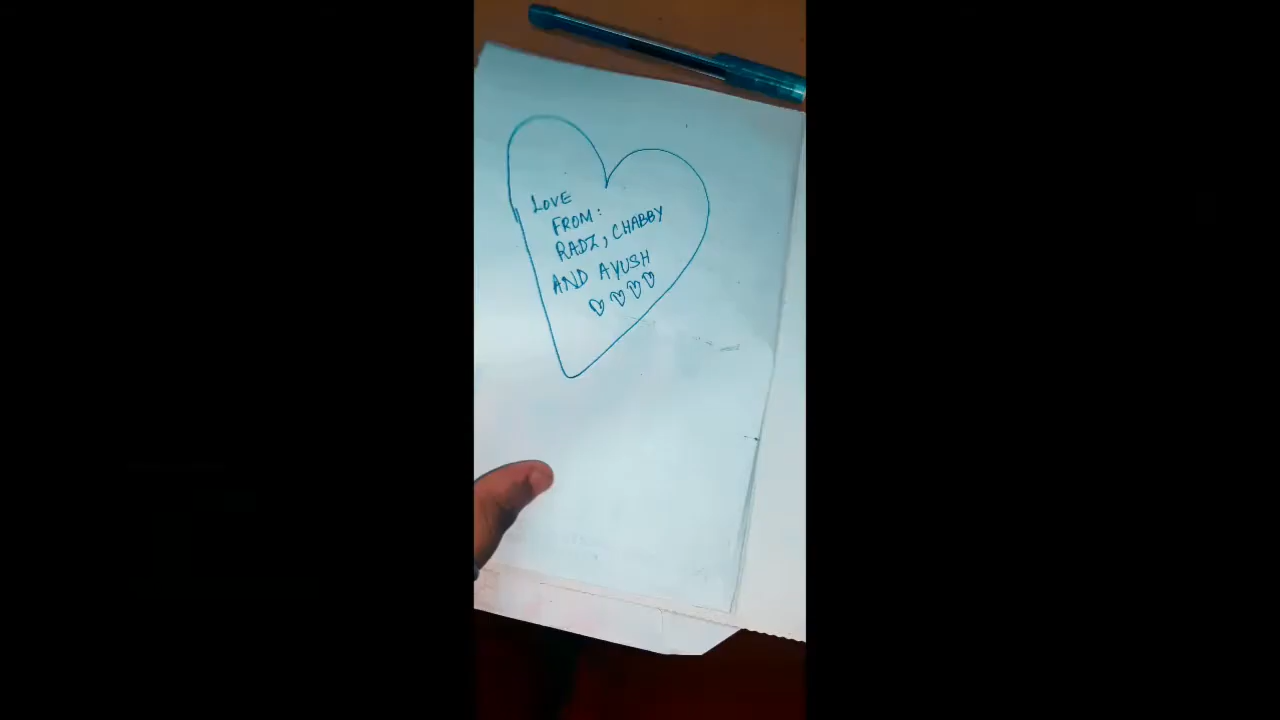 LOVE
FROM:
RADZ, CHABBY
AND AYUSH
♡♡♡♡